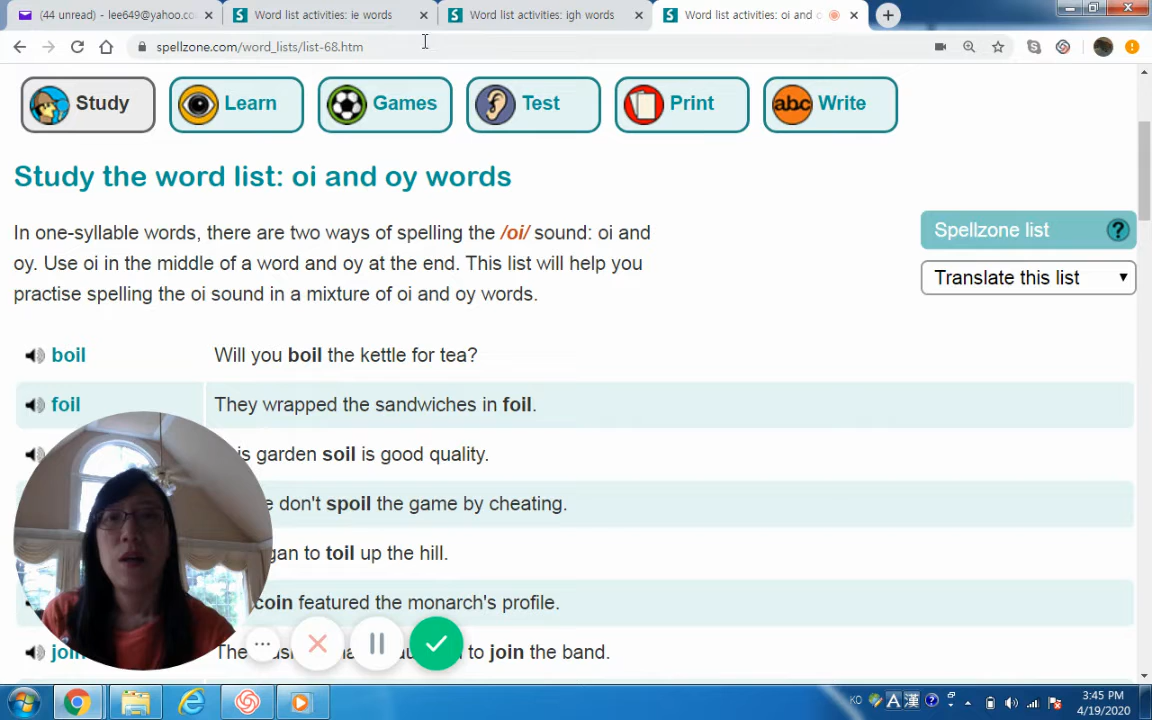 (44 unread) - lee649@yahoo.co
Word list activities: ie words
Word list activities: igh words
Word list activities: oi and
spellzone.com/word_lists/list-68.htm
Study
Learn
Games
Test
abc
Print
Write
Study the word list: oi and oy words
In one-syllable words, there are two ways of spelling the /oi/ sound: oi and
oy. Use oi in the middle of a word and oy at the end. This list will help you
practise spelling the oi sound in a mixture of oi and oy words.
Spellzone list ?
Translate this list
boil Will you boil the kettle for tea?
foil They wrapped the sandwiches in foil.
is garden soil is good quality.
e don't spoil the game by cheating.
gan to toil up the hill.
coin featured the monarch's profile.
join The to join the band.
KO A 漢 ?
3:45 PM
4/19/2020